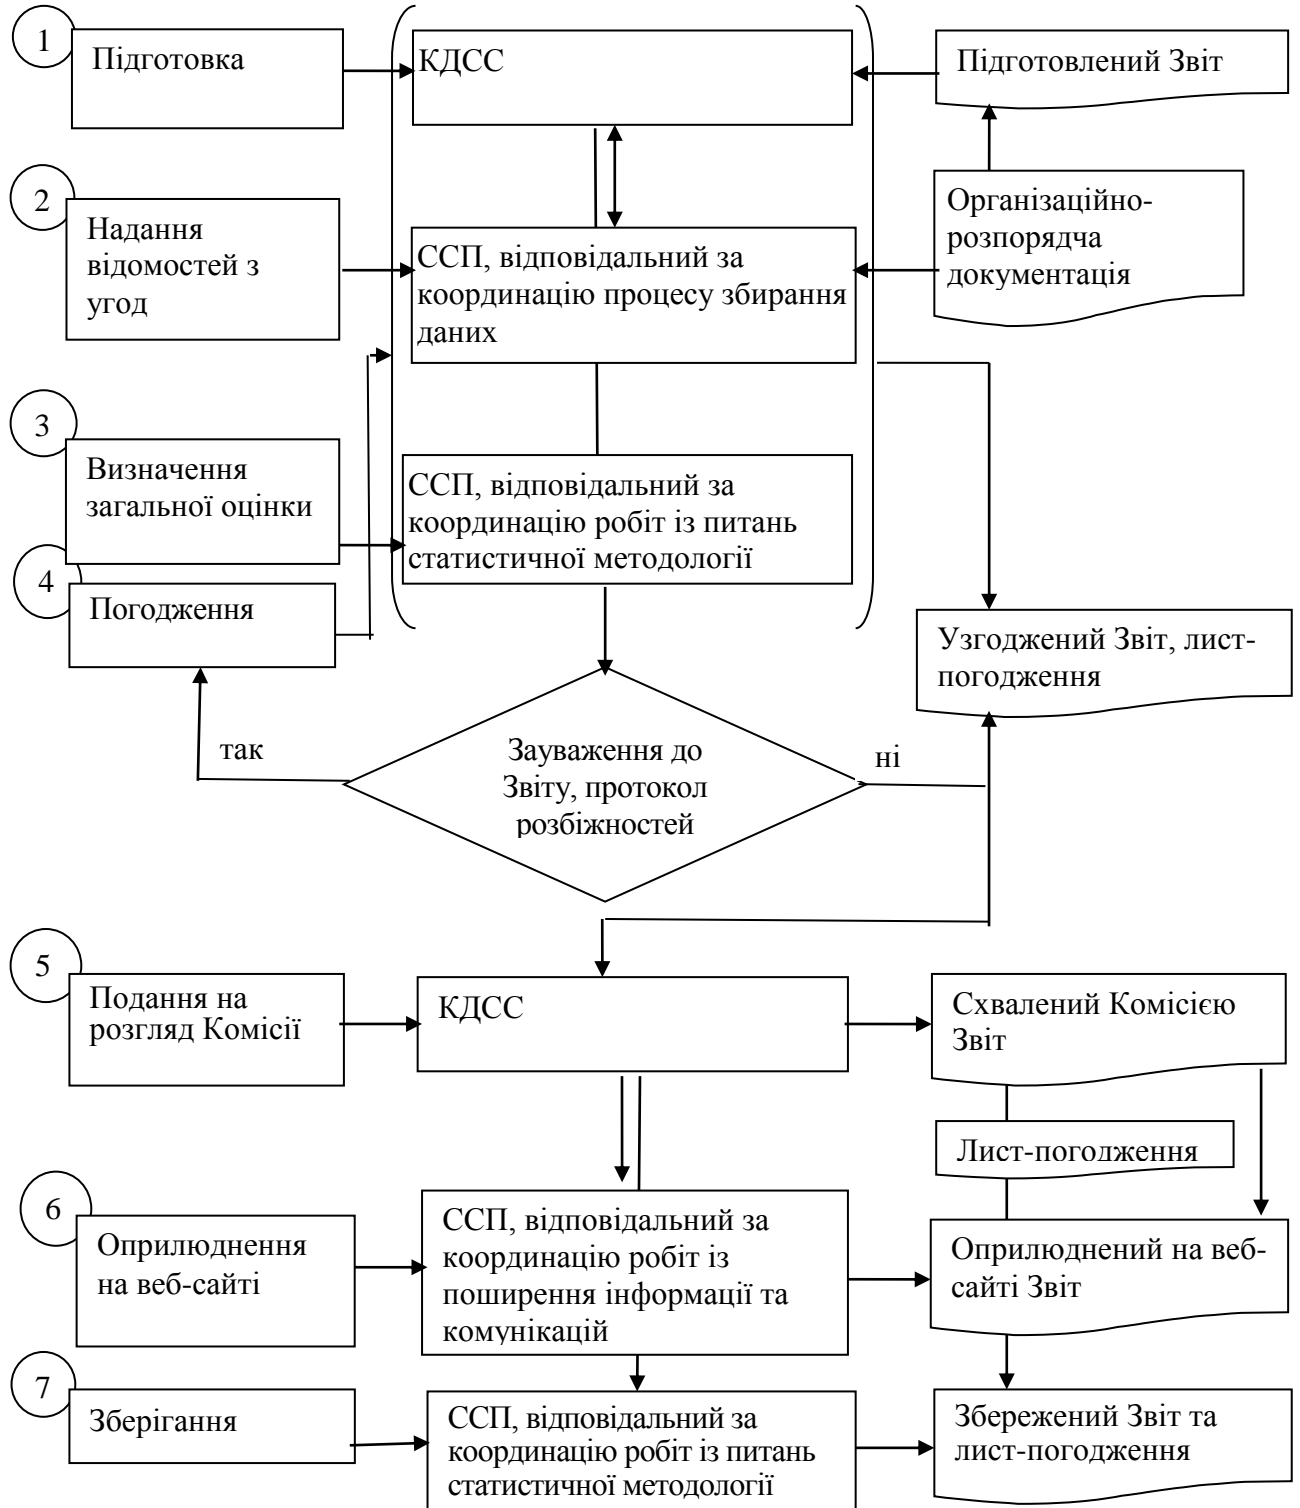 1
Підготовка
КДСС
Підготовлений Звіт
2
Надання
відомостей з
угод
ССП, відповідальний за
координацію процесу збирання
даних
Організаційно-
розпорядча
документація
3
Визначення
загальної оцінки
ССП, відповідальний за
координацію робіт із питань
статистичної методології
4
Погодження
Узгоджений Звіт, лист-
погодження
так
Зауваження до
Звіту, протокол
розбіжностей
ні
5
Подання на
розгляд Комісії
КДСС
Схвалений Комісією
Звіт
Лист-погодження
6
Оприлюднення
на веб-сайті
ССП, відповідальний за
координацію робіт із
поширення інформації та
комунікацій
Оприлюднений на веб-
сайті Звіт
7
Зберігання
ССП, відповідальний за
координацію робіт із питань
статистичної методології
Збережений Звіт та
лист-погодження